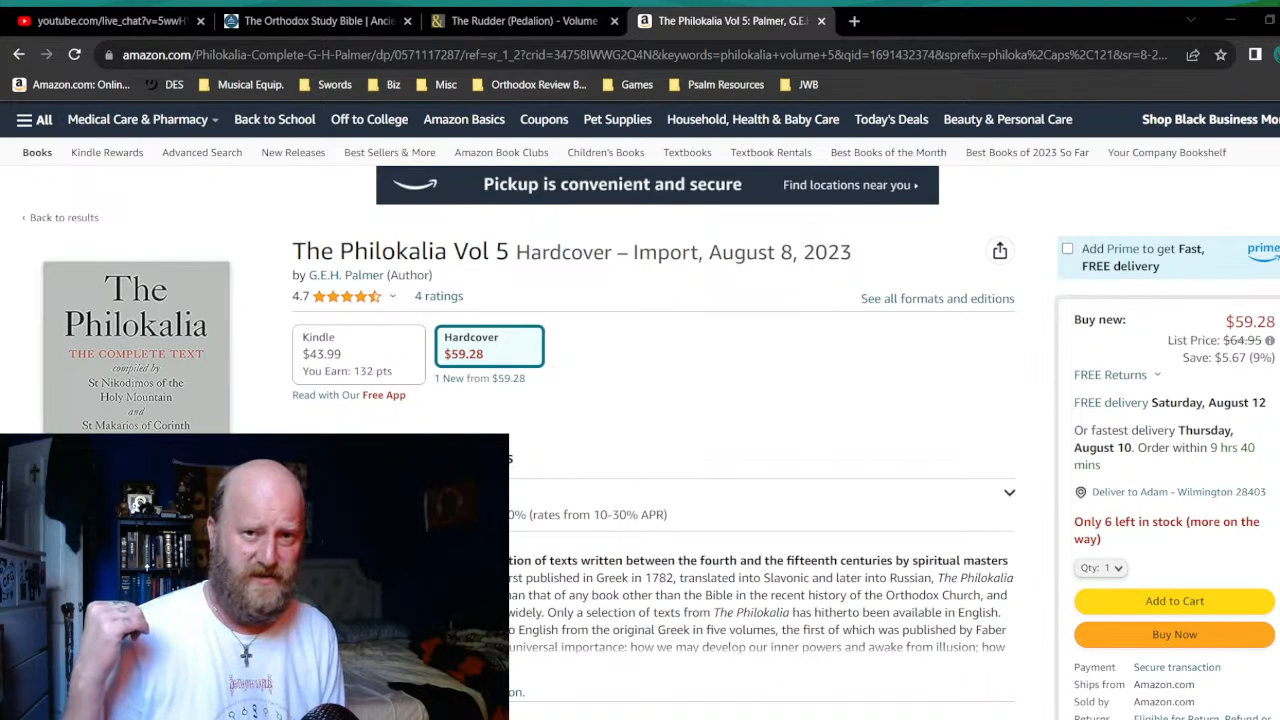 youtube.com/live_chat?v=5wwH
The Orthodox Study Bible | Ancie
The Rudder (Pedalion) - Volume
The Philokalia Vol 5: Palmer, G.E.
amazon.com/Philokalia-Complete-G-H-Palmer/dp/0571117287/ref=sr_1_2?crid=34758IWWG2Q4N&keywords=philokalia+volume+5&qid=1691432374&sprefix=philoka%2Caps%2C121&sr=8-2...
Amazon.com: Onlin...
DES
Musical Equip.
Swords
Biz
Misc
Orthodox Review B...
Games
Psalm Resources
JWB
All
Medical Care & Pharmacy
Back to School
Off to College
Amazon Basics
Coupons
Pet Supplies
Household, Health & Baby Care
Today's Deals
Beauty & Personal Care
Shop Black Business Mo
Books
Kindle Rewards
Advanced Search
New Releases
Best Sellers & More
Amazon Book Clubs
Children's Books
Textbooks
Textbook Rentals
Best Books of the Month
Best Books of 2023 So Far
Your Company Bookshelf
Pickup is convenient and secure
Find locations near you ▸
‹ Back to results
The Philokalia Vol 5 Hardcover – Import, August 8, 2023
by G.E.H. Palmer (Author)
4.7
4 ratings
See all formats and editions
Kindle
$43.99
You Earn: 132 pts
Read with Our Free App
Hardcover
$59.28
1 New from $59.28
The
Philokalia
THE COMPLETE TEXT
compiled by
St Nikodimos of the
Holy Mountain
and
St Makarios of Corinth
s
0% (rates from 10-30% APR)
tion of texts written between the fourth and the fifteenth centuries by spiritual masters
rst published in Greek in 1782, translated into Slavonic and later into Russian, The Philokalia
han that of any book other than the Bible in the recent history of the Orthodox Church, and
widely. Only a selection of texts from The Philokalia has hitherto been available in English.
o English from the original Greek in five volumes, the first of which was published by Faber
universal importance: how we may develop our inner powers and awake from illusion; how
on.
Add Prime to get Fast,
FREE delivery
prime
Buy new:
$59.28
List Price: $64.95
Save: $5.67 (9%)
FREE Returns
FREE delivery Saturday, August 12
Or fastest delivery Thursday,
August 10. Order within 9 hrs 40
mins
Deliver to Adam - Wilmington 28403
Only 6 left in stock (more on the
way)
Qty: 1
Add to Cart
Buy Now
Payment
Secure transaction
Ships from
Amazon.com
Sold by
Amazon.com
Returns
Eligible for Return, Refund or